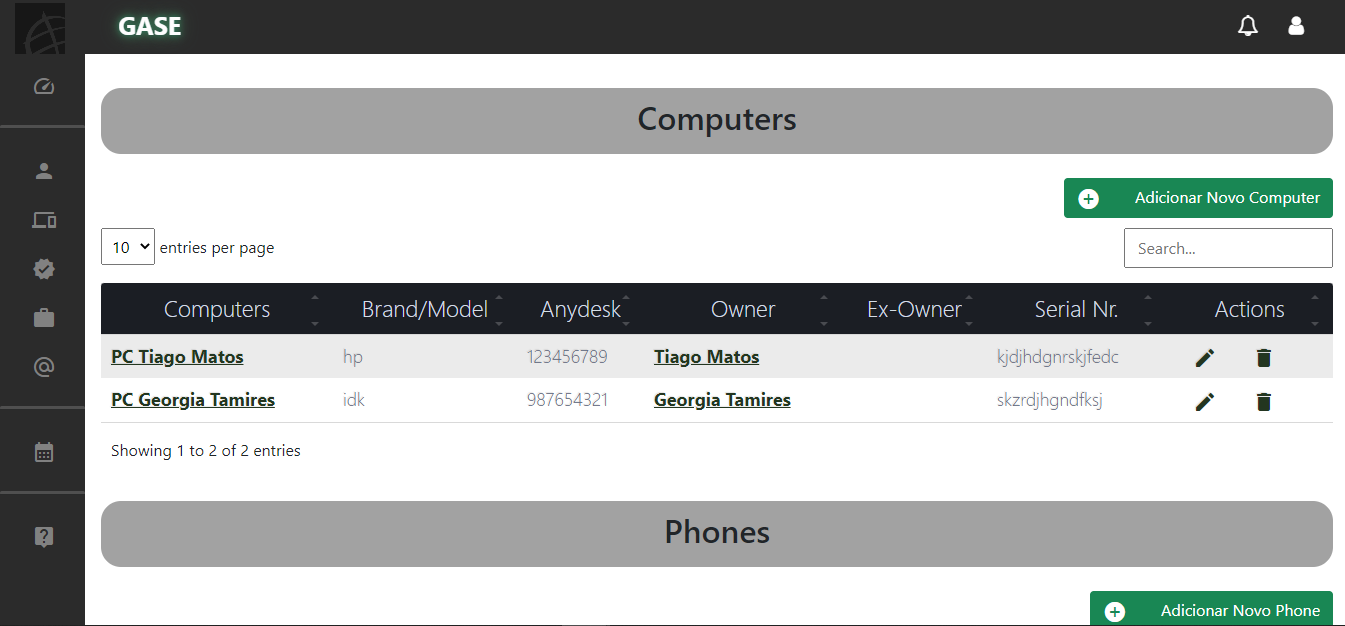 GASE
Computers
Adicionar Novo Computer
10 entries per page
Search...
Computers Brand/Model Anydesk Owner Ex-Owner Serial Nr. Actions
PC Tiago Matos hp 123456789 Tiago Matos kjdjhdgnrskjfedc
PC Georgia Tamires idk 987654321 Georgia Tamires skzrdjhgndfksj
Showing 1 to 2 of 2 entries
Phones
Adicionar Novo Phone